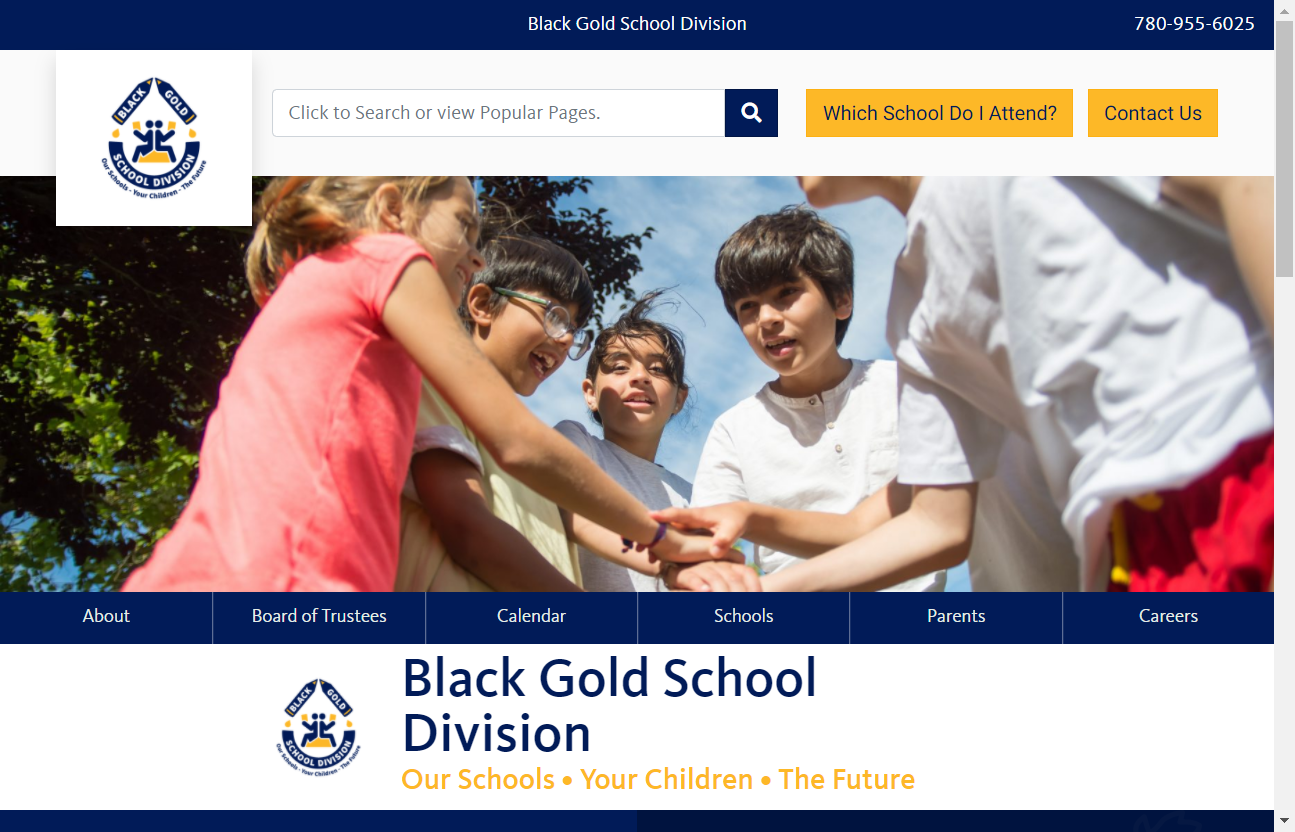 Black Gold School Division
780-955-6025
BLACK GOLD
SCHOOL DIVISION
Our Schools - Your Children - The Future
Click to Search or view Popular Pages.
Which School Do I Attend?
Contact Us
About
Board of Trustees
Calendar
Schools
Parents
Careers
BLACK GOLD
SCHOOL DIVISION
Our Schools - Your Children - The Future
Black Gold School
Division
Our Schools • Your Children • The Future